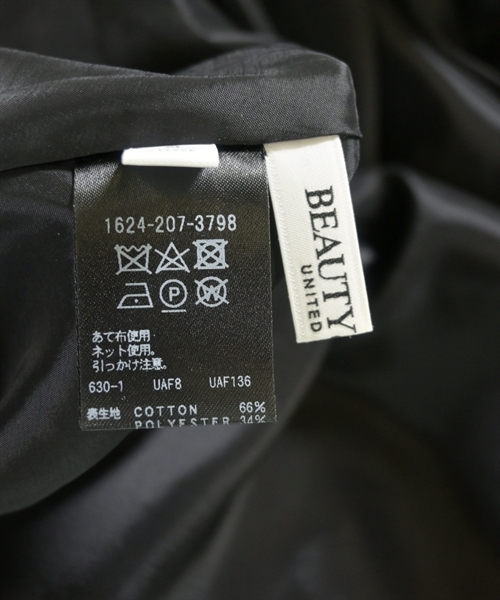 1624-207-3798
あて布使用
ネット使用。
引っかけ注意。
630-1 UAF8 UAF136
表生地 COTTON 66%
POLYESTER 34%
BEAUTY
UNITED